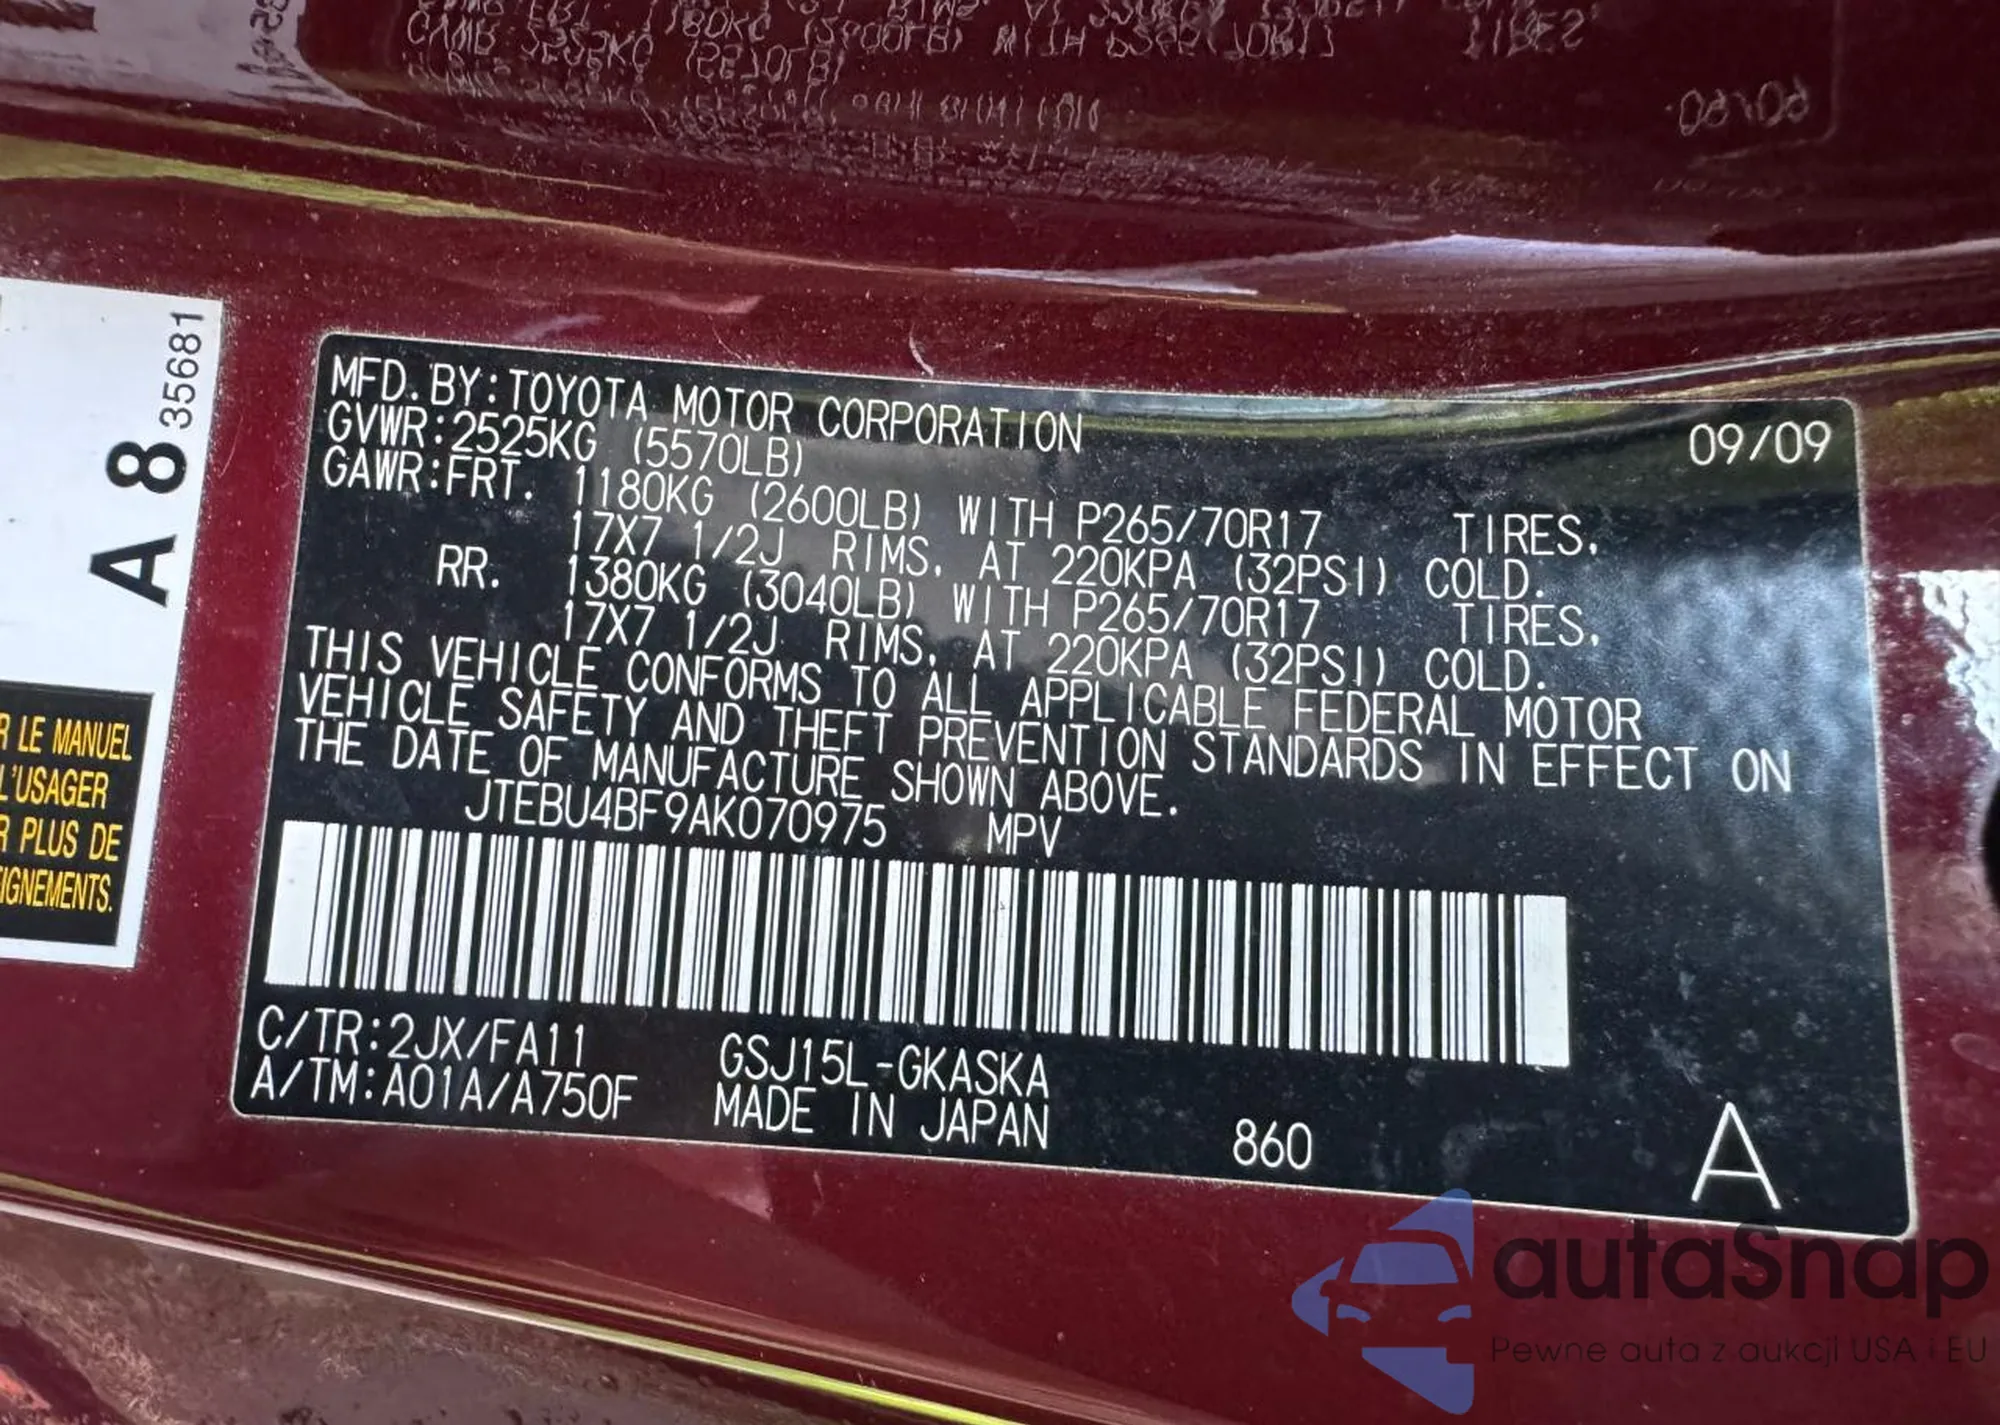 35681
A 8
R LE MANUEL
L'USAGER
R PLUS DE
IGNEMENTS.
MFD. BY: TOYOTA MOTOR CORPORATION 09/09
GVWR: 2525KG (5570LB)
GAWR: FRT. 1180KG (2600LB) WITH P265/70R17 TIRES,
17X7 1/2J RIMS, AT 220KPA (32PSI) COLD.
RR. 1380KG (3040LB) WITH P265/70R17 TIRES,
17X7 1/2J RIMS, AT 220KPA (32PSI) COLD.
THIS VEHICLE CONFORMS TO ALL APPLICABLE FEDERAL MOTOR
VEHICLE SAFETY AND THEFT PREVENTION STANDARDS IN EFFECT ON
THE DATE OF MANUFACTURE SHOWN ABOVE.
JTEBU4BF9AK070975 MPV
C/TR: 2JX/FA11 GSJ15L-GKASKA
A/TM: A01A/A750F MADE IN JAPAN 860 A
autoSnap
Pewne auta z aukcji USA i EU